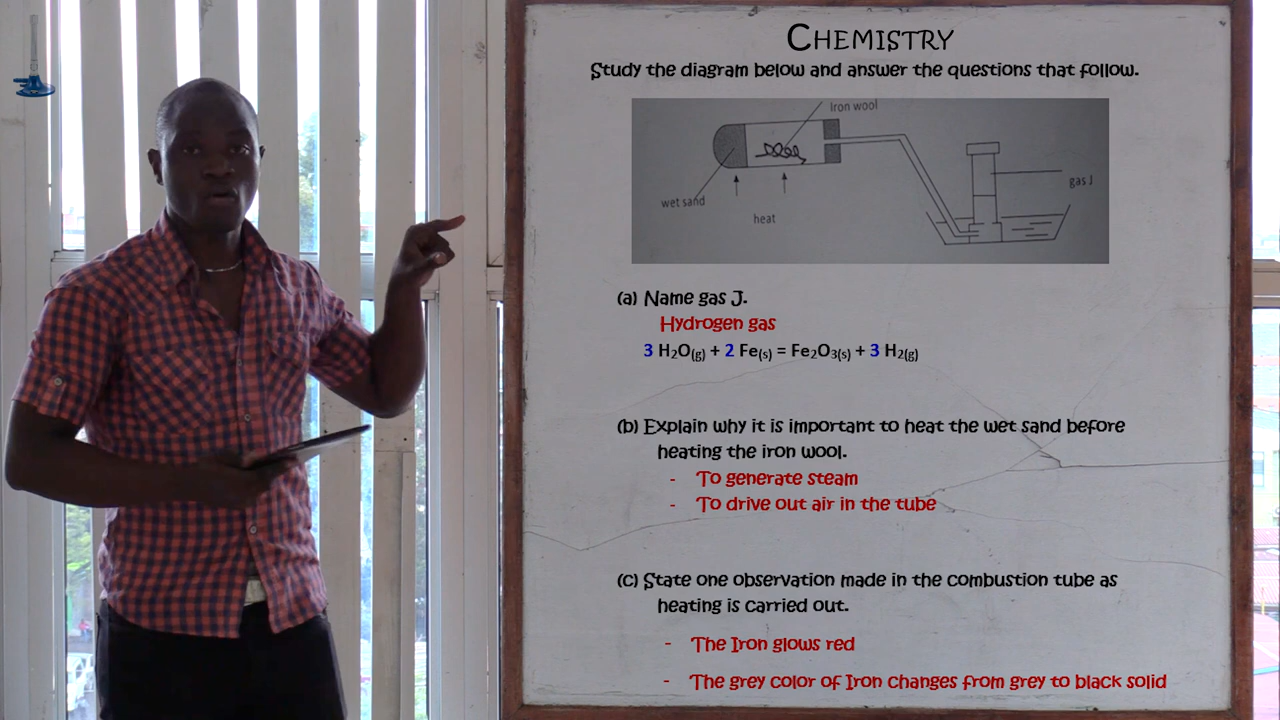 CHEMISTRY
Study the diagram below and answer the questions that follow.
Iron wool
gas J
wet sand
heat
(a) Name gas J.
Hydrogen gas
3 H₂O(g) + 2 Fe(s) = Fe₂O₃(s) + 3 H₂(g)
(b) Explain why it is important to heat the wet sand before
heating the iron wool.
- To generate steam
- To drive out air in the tube
(c) State one observation made in the combustion tube as
heating is carried out.
- The Iron glows red
- The grey color of Iron changes from grey to black solid